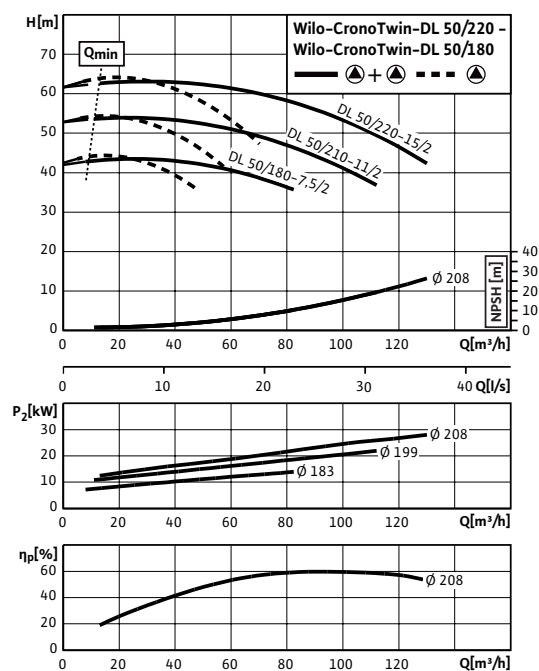 H[m]
Wilo-CronoTwin-DL 50/220 -
Wilo-CronoTwin-DL 50/180
+
Qmin
70
60
50
40
30
20
10
0
DL 50/220-15/2
DL 50/210-11/2
DL 50/180-7,5/2
Ø 208
NPSH [m]
40
30
20
10
0
0 20 40 60 80 100 120 Q[m³/h]
0 10 20 30 40 Q[l/s]
P₂[kW]
30
20
10
0
Ø 208
Ø 199
Ø 183
0 20 40 60 80 100 120 Q[m³/h]
ηp[%]
60
40
20
0
Ø 208
0 20 40 60 80 100 120 Q[m³/h]